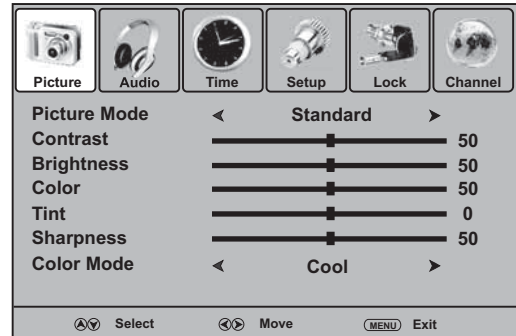 Picture Audio Time Setup Lock Channel
Picture Mode Standard
Contrast 50
Brightness 50
Color 50
Tint 0
Sharpness 50
Color Mode Cool
Select Move MENU Exit